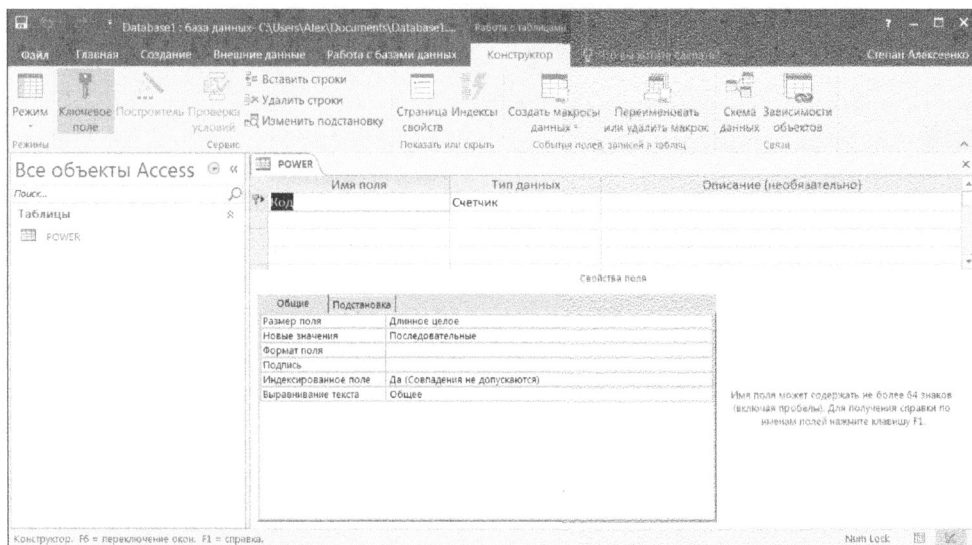 Database1 : база данных- C:\Users\Alex\Documents\Database1....
Работа с таблицами
? – □ ×
Файл Главная Создание Внешние данные Работа с базами данных Конструктор
Степан Алексеенко
Режим
Ключевое поле
Построитель
Проверка условий
Вставить строки
Удалить строки
Изменить подстановку
Страница свойств
Индексы
Создать макросы данных
Переименовать или удалить макрос
Схема данных
Зависимости объектов
Режимы Сервис Показать или скрыть События полей, записей и таблиц Связи
Все объекты Access
Поиск...
Таблицы
POWER
POWER
Имя поля Тип данных Описание (необязательно)
Код Счетчик
Свойства поля
Общие Подстановка
Размер поля Длинное целое
Новые значения Последовательные
Формат поля
Подпись
Индексированное поле Да (Совпадения не допускаются)
Выравнивание текста Общее
Имя поля может содержать не более 64 знаков
(включая пробелы). Для получения справки по
именам полей нажмите клавишу F1.
Конструктор. F6 = переключение окон. F1 = справка.
Num Lock